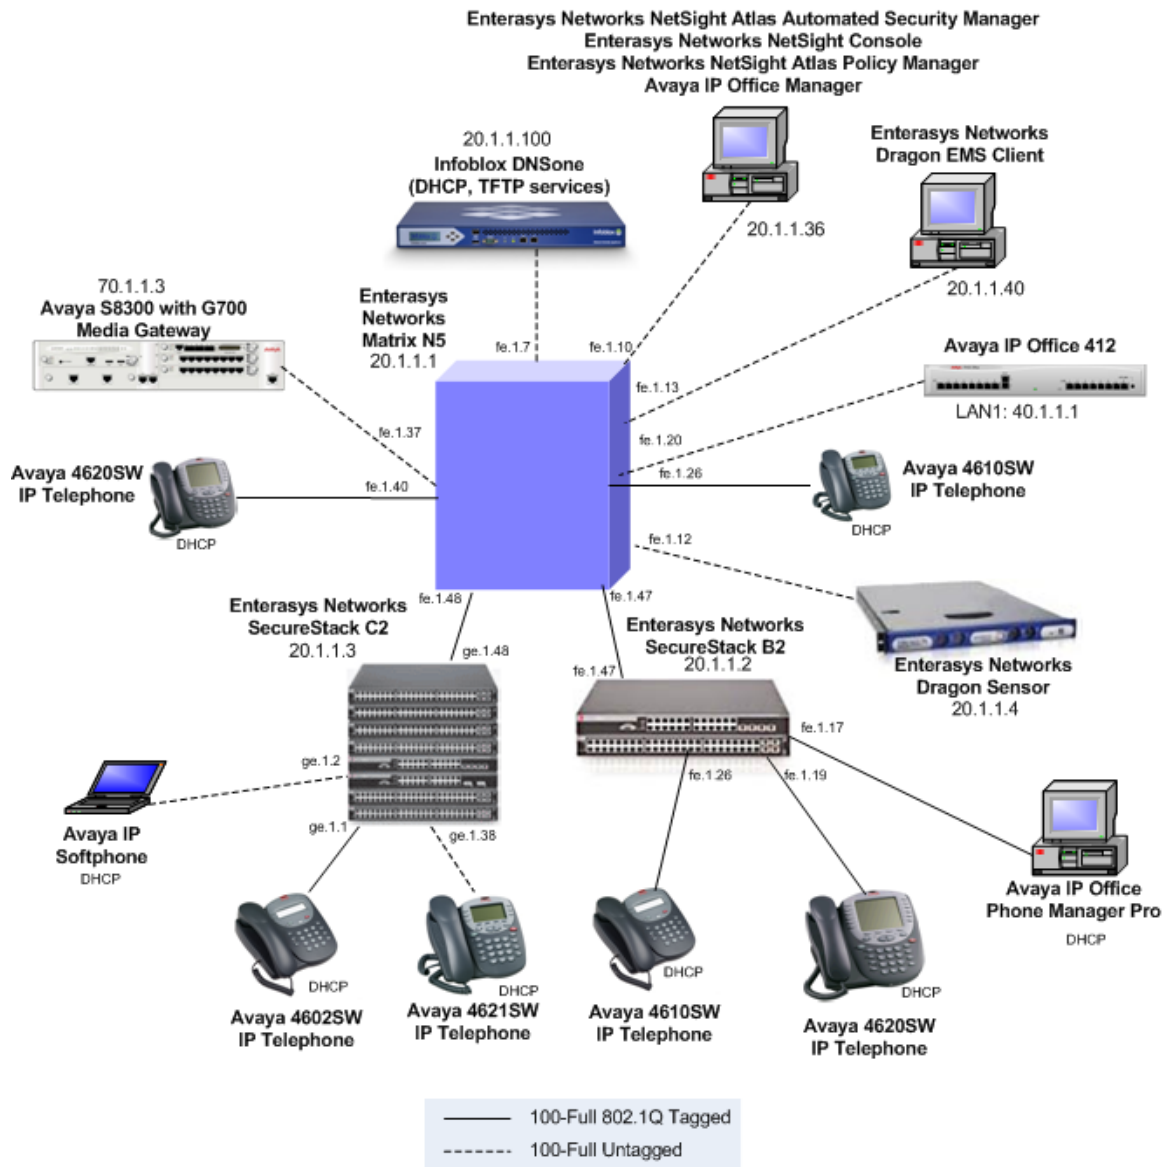 Enterasys Networks NetSight Atlas Automated Security Manager
Enterasys Networks NetSight Console
Enterasys Networks NetSight Atlas Policy Manager
Avaya IP Office Manager
20.1.1.100
Infoblox DNSone
(DHCP, TFTP services)
Enterasys Networks
Dragon EMS Client
20.1.1.36
Infoblox
20.1.1.40
70.1.1.3
Avaya S8300 with G700
Media Gateway
Enterasys
Networks
Matrix N5
20.1.1.1
fe.1.7
fe.1.10
Avaya IP Office 412
fe.1.13
LAN1: 40.1.1.1
fe.1.37
fe.1.20
Avaya 4620SW
IP Telephone
fe.1.40
fe.1.26
Avaya 4610SW
IP Telephone
DHCP
DHCP
fe.1.12
fe.1.48
fe.1.47
Enterasys Networks
SecureStack C2
20.1.1.3
ge.1.48
Enterasys Networks
SecureStack B2
20.1.1.2
fe.1.47
Enterasys Networks
Dragon Sensor
20.1.1.4
fe.1.17
ge.1.2
fe.1.26
fe.1.19
Avaya IP
Softphone
DHCP
ge.1.1
ge.1.38
Avaya IP Office
Phone Manager Pro
DHCP
DHCP
Avaya 4602SW
IP Telephone
DHCP
Avaya 4621SW
IP Telephone
DHCP
Avaya 4610SW
IP Telephone
DHCP
Avaya 4620SW
IP Telephone
100-Full 802.1Q Tagged
100-Full Untagged